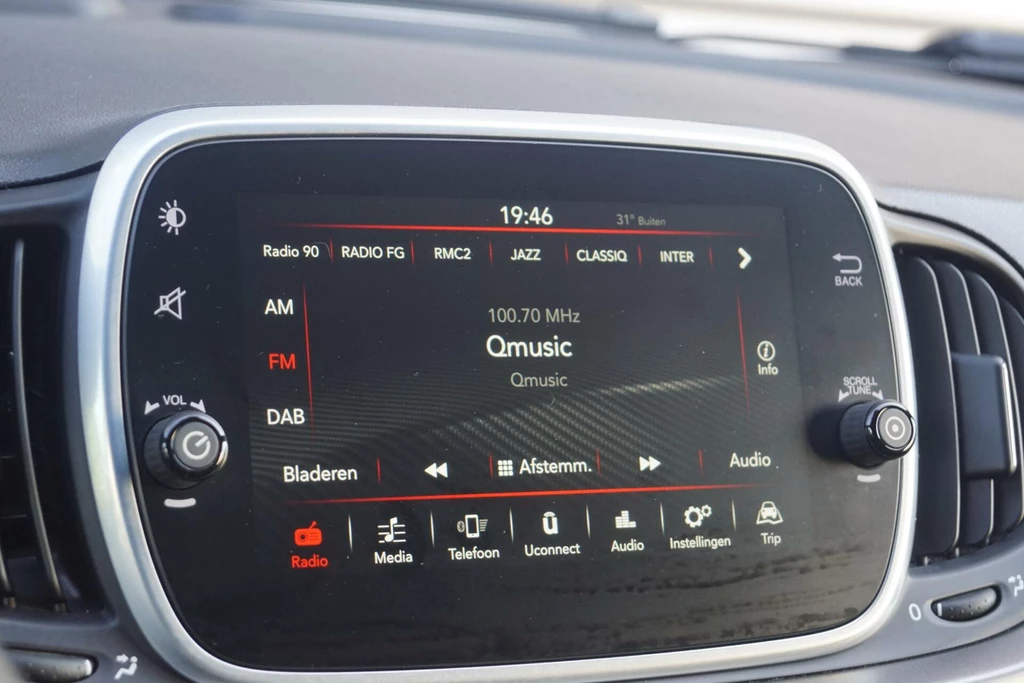 19:46 31° Buiten
Radio 90 RADIO FG RMC2 JAZZ CLASSIQ INTER
BACK
AM
100.70 MHz
FM
Qmusic
Info
Qmusic
SCROLL
TUNE
VOL
DAB
Bladeren Afstemm. Audio
Radio Media Telefoon Uconnect Audio Instellingen Trip
0